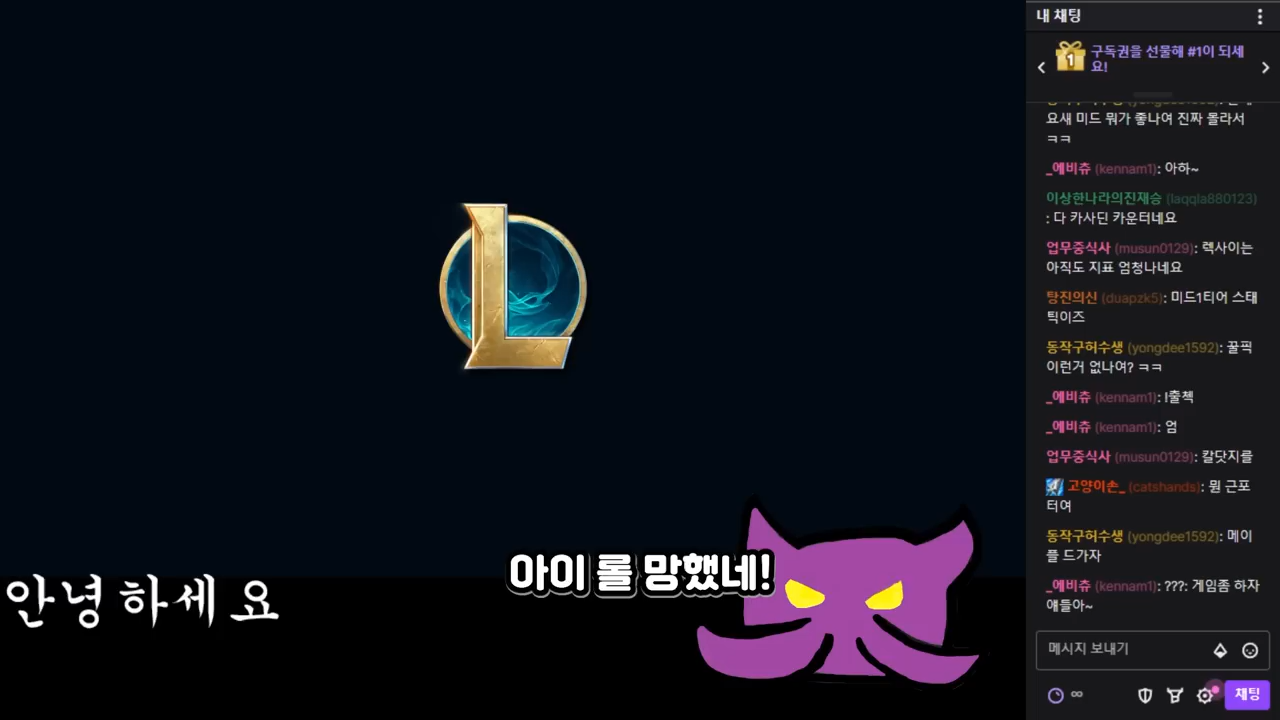 안녕하세요
아이 롤 망했네!
내 채팅
1
구독권을 선물해 #1이 되세
요!
요새 미드 뭐가 좋나여 진짜 몰라서
ㅋㅋ
_에비츄 (kennam1): 아하~
이상한나라의진재승 (laqqla880123)
: 다 카사딘 카운터네요
업무중식사 (musun0129): 렉사이는
아직도 지표 엄청나네요
탕진의신 (duapzk5): 미드1티어 스태
틱이즈
동작구허수생 (yongdee1592): 꿀픽
이런거 없나여? ㅋㅋ
_에비츄 (kennam1): !출첵
_에비츄 (kennam1): 엄
업무중식사 (musun0129): 칼닷지를
고양이손_ (catshands): 뭔 근포
터여
동작구허수생 (yongdee1592): 메이
플 드가자
_에비츄 (kennam1): ???: 게임좀 하자
얘들아~
메시지 보내기
채팅